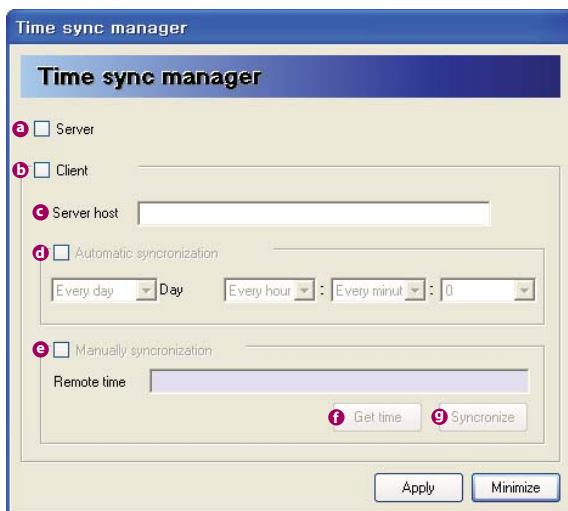 Time sync manager
Time sync manager
a Server
b Client
c Server host
d Automatic syncronization
Every day Day Every hour : Every minut : 0
e Manually syncronization
Remote time
f Get time g Syncronize
Apply Minimize